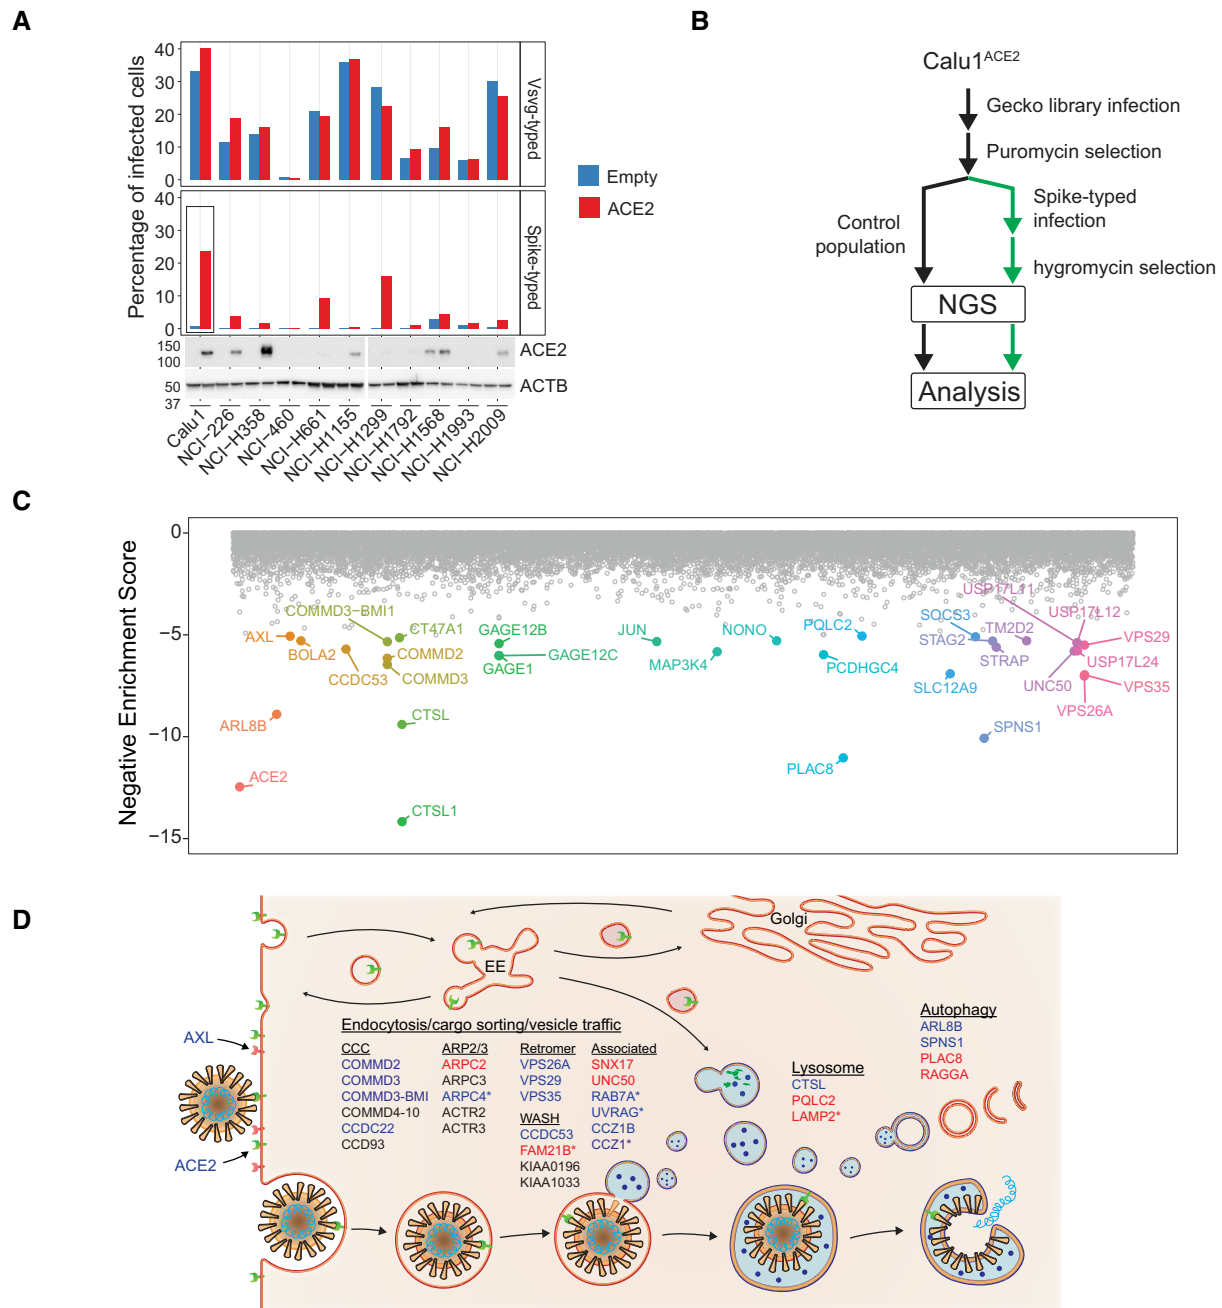 A
Percentage of infected cells
40
30
20
10
0
Vsvg-typed
40
30
20
10
0
Spike-typed
Empty
ACE2
150
100
ACE2
50
37
ACTB
Calu1
NCI-226
NCI-H358
NCI-460
NCI-H661
NCI-H1155
NCI-H1299
NCI-H1792
NCI-H1568
NCI-H1993
NCI-H2009
B
Calu1ACE2
Gecko library infection
Puromycin selection
Control
population
Spike-typed
infection
hygromycin selection
NGS
Analysis
C
Negative Enrichment Score
0
−5
−10
−15
USP17L11
COMMD3−BMI1
CT47A1
GAGE12B
JUN
NONO
PQLC2
SOCS3
USP17L12
AXL
BOLA2
STAG2
TM2D2
VPS29
COMMD2
GAGE12C
CCDC53
COMMD3
GAGE1
MAP3K4
PCDHGC4
STRAP
USP17L24
SLC12A9
UNC50
VPS35
VPS26A
ARL8B
CTSL
SPNS1
ACE2
PLAC8
CTSL1
D
Golgi
EE
AXL
ACE2
Endocytosis/cargo sorting/vesicle traffic
CCC
COMMD2
COMMD3
COMMD3-BMI
COMMD4-10
CCDC22
CCD93
ARP2/3
ARPC2
ARPC3
ARPC4*
ACTR2
ACTR3
Retromer
VPS26A
VPS29
VPS35
WASH
CCDC53
FAM21B*
KIAA0196
KIAA1033
Associated
SNX17
UNC50
RAB7A*
UVRAG*
CCZ1B
CCZ1*
Lysosome
CTSL
PQLC2
LAMP2*
Autophagy
ARL8B
SPNS1
PLAC8
RAGGA